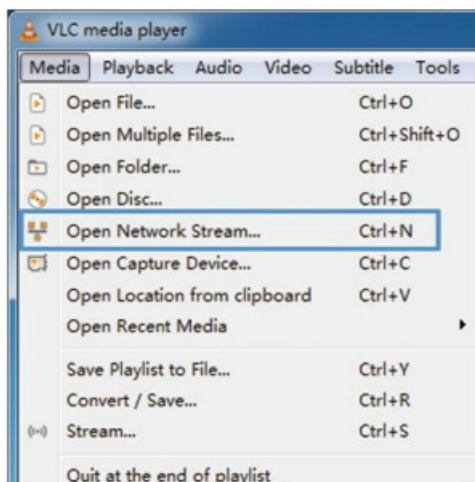 VLC media player
Media Playback Audio Video Subtitle Tools
Open File... Ctrl+O
Open Multiple Files... Ctrl+Shift+O
Open Folder... Ctrl+F
Open Disc... Ctrl+D
Open Network Stream... Ctrl+N
Open Capture Device... Ctrl+C
Open Location from clipboard Ctrl+V
Open Recent Media
Save Playlist to File... Ctrl+Y
Convert / Save... Ctrl+R
Stream... Ctrl+S
Quit at the end of playlist